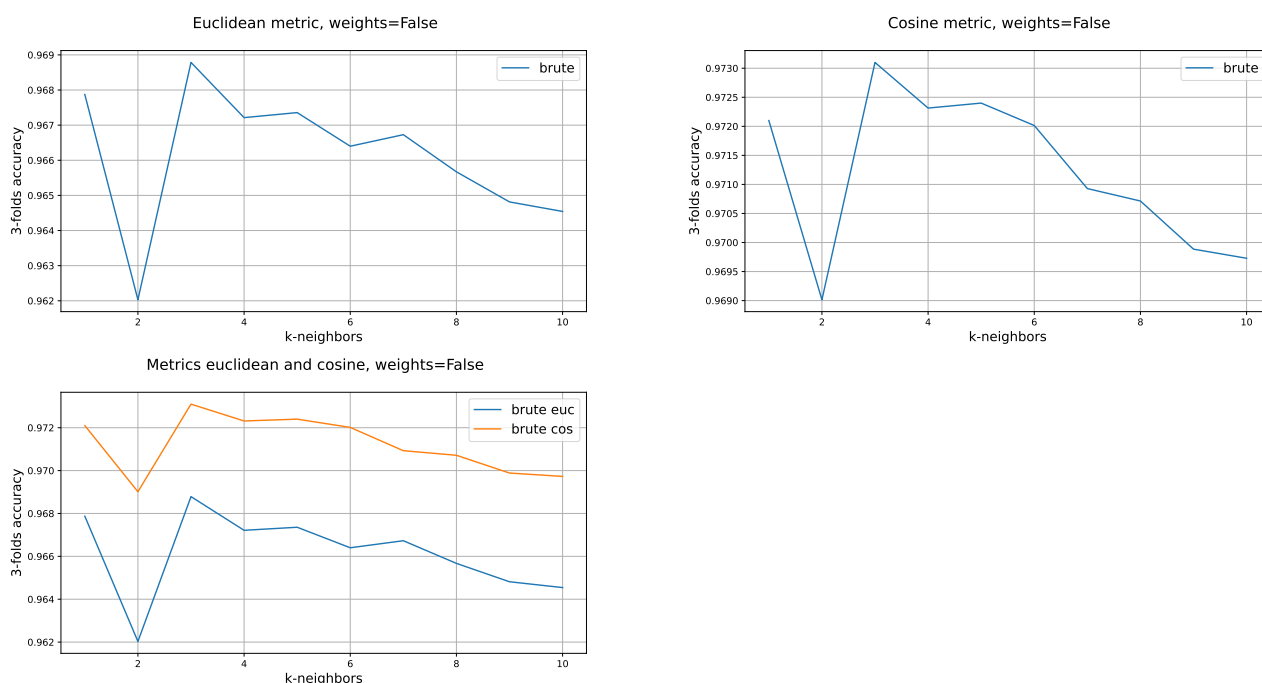 Euclidean metric, weights=False
0.969
0.968
0.967
0.966
0.965
0.964
0.963
0.962
3-folds accuracy
brute
2
4
6
8
10
k-neighbors
Cosine metric, weights=False
0.9730
0.9725
0.9720
0.9715
0.9710
0.9705
0.9700
0.9695
0.9690
3-folds accuracy
brute
2
4
6
8
10
k-neighbors
Metrics euclidean and cosine, weights=False
0.972
0.970
0.968
0.966
0.964
0.962
3-folds accuracy
brute euc
brute cos
2
4
6
8
10
k-neighbors